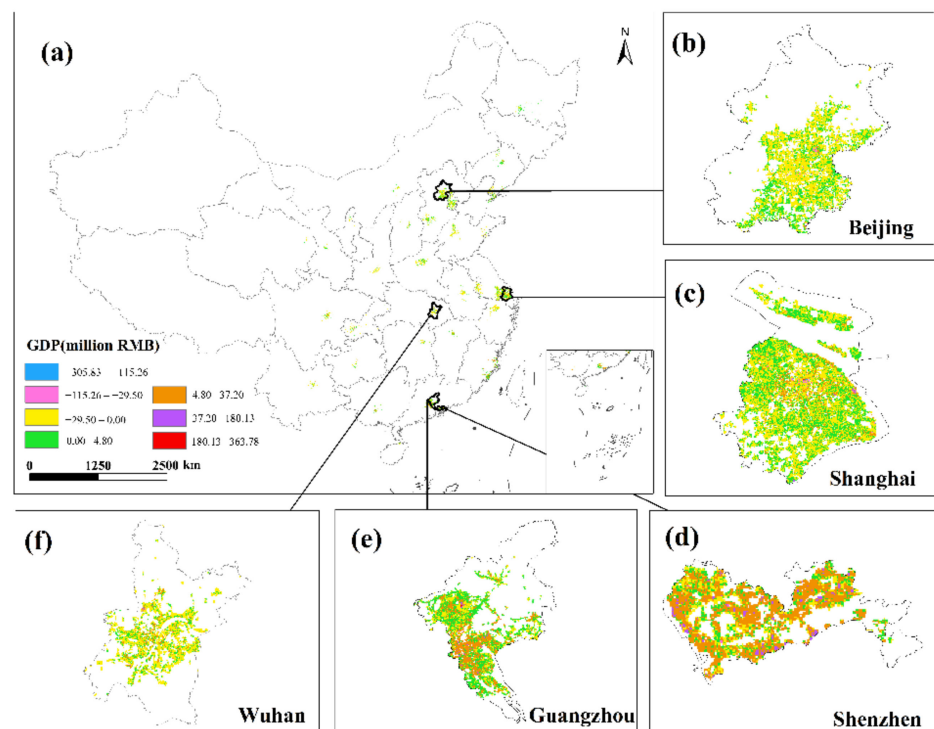 (a)
N
(b)
Beijing
(c)
Shanghai
GDP(million RMB)
305.83 115.26
−115.26 – −29.50
4.80 37.20
−29.50 – 0.00
37.20 180.13
0.00 4.80
180.13 363.78
0 1250 2500 km
(f)
(e)
(d)
Wuhan
Guangzhou
Shenzhen